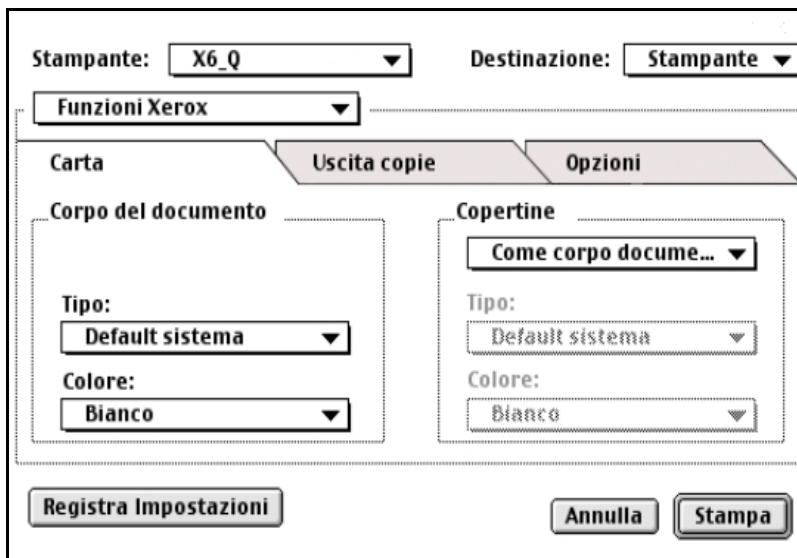 Stampante: X6_Q Destinazione: Stampante
Funzioni Xerox
Carta Uscita copie Opzioni
Corpo del documento Copertine
Come corpo docume...
Tipo: Tipo:
Default sistema Default sistema
Colore: Colore:
Bianco Bianco
Registra Impostazioni Annulla Stampa